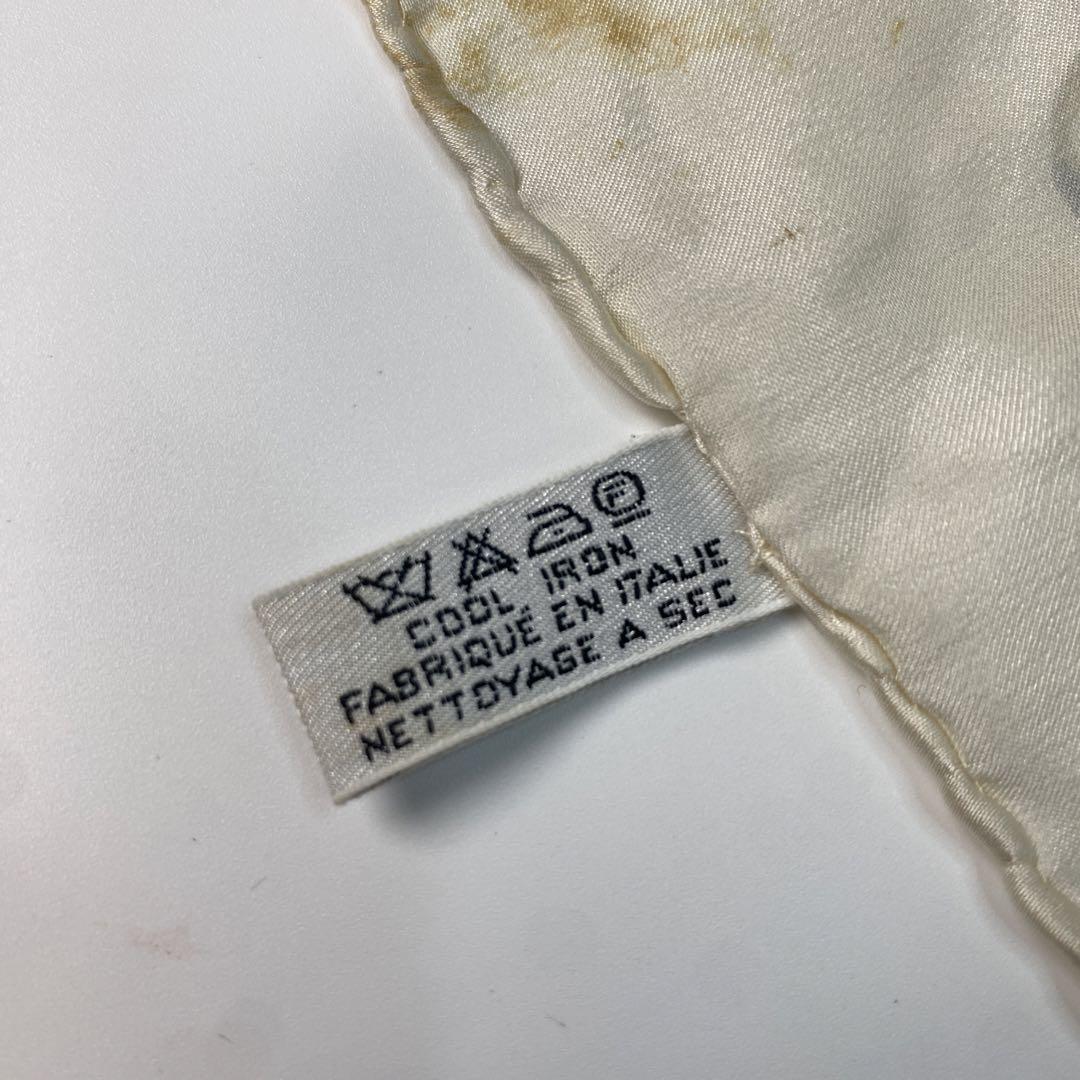 F
COOL IRON
FABRIQUÉ EN ITALIE
NETTOYAGE A SEC